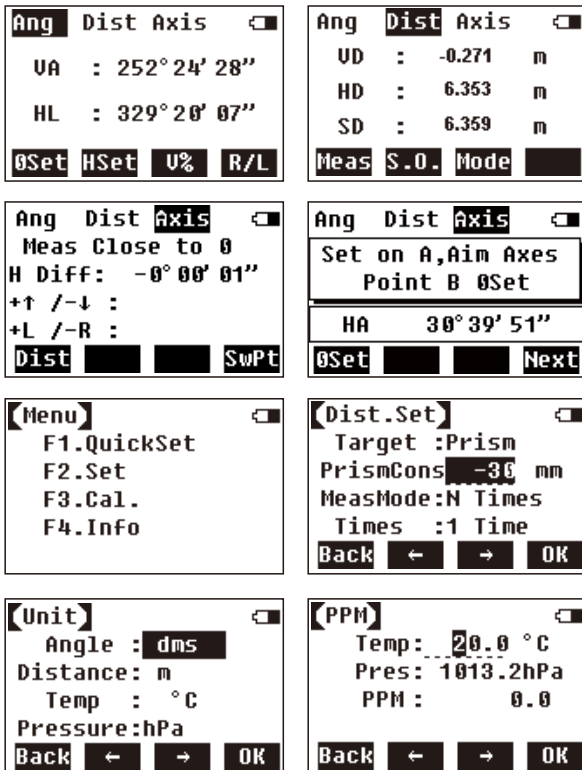 Ang Dist Axis
VA : 252°24'28"
HL : 329°20'07"
0Set HSet V% R/L
Ang Dist Axis
VD : -0.271 m
HD : 6.353 m
SD : 6.359 m
Meas S.O. Mode
Ang Dist Axis
Meas Close to 0
H Diff: -0°00'01"
+↑ /-↓ :
+L /-R :
Dist SwPt
Ang Dist Axis
Set on A,Aim Axes
Point B 0Set
HA 30°39'51"
0Set Next
(Menu)
F1.QuickSet
F2.Set
F3.Cal.
F4.Info
(Dist.Set)
Target :Prism
PrismCons -30 mm
MeasMode:N Times
Times :1 Time
Back ← → OK
(Unit)
Angle : dms
Distance: m
Temp : °C
Pressure:hPa
Back ← → OK
(PPM)
Temp: 20.0 °C
Pres: 1013.2hPa
PPM : 0.0
Back ← → OK